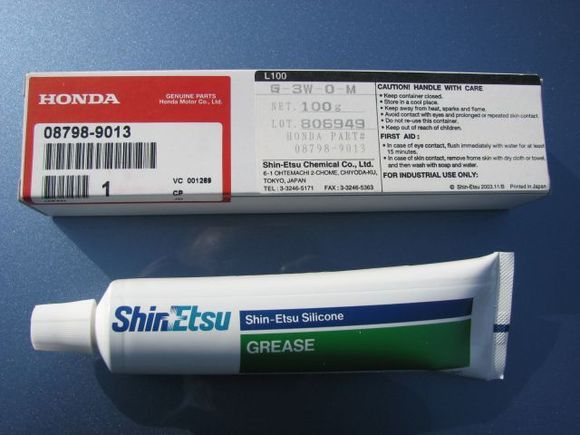 HONDA
GENUINE PARTS
Honda Motor Co., Ltd.
08798-9013
1
VC 001269
L100
G-3W-O-M
NET. 100g
LOT. 806949
HONDA PART#
08798-9013
Shin-Etsu Chemical Co., Ltd.
6-1 OHTEMACHI 2-CHOME, CHIYODA-KU,
TOKYO, JAPAN
TEL : 3-3246-5171 FAX : 3-3246-5363
CAUTION! HANDLE WITH CARE
• Keep container closed.
• Store in a cool place.
• Keep away from heat, sparks and flame.
• Avoid contact with eyes and prolonged or repeated skin contact.
• Do not re-use this container.
• Keep out of reach of children.
FIRST AID :
• In case of eye contact, flush immediately with water for at least
15 minutes.
• In case of skin contact, remove from skin with dry cloth or towel,
and then wash with soap and water.
FOR INDUSTRIAL USE ONLY:
© Shin-Etsu 2003.11/B Printed in Japan
ShinEtsu
Shin-Etsu Silicone
GREASE